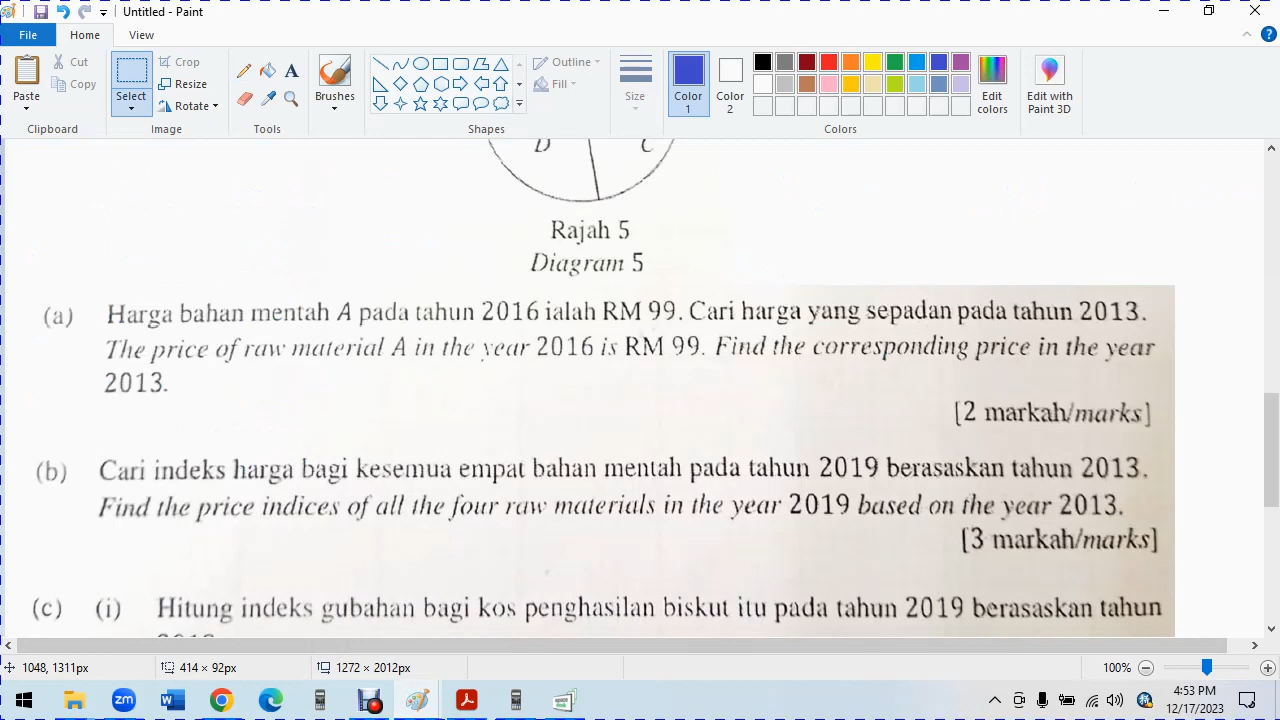 Untitled - Paint
File Home View
Paste
Cut
Copy
Clipboard
Select
Crop
Resize
Rotate
Image
A
Tools
Brushes
Shapes
Outline
Fill
Size
Color 1
Color 2
Colors
Edit colors
Edit with Paint 3D
D C
Rajah 5
Diagram 5
(a) Harga bahan mentah A pada tahun 2016 ialah RM 99. Cari harga yang sepadan pada tahun 2013.
The price of raw material A in the year 2016 is RM 99. Find the corresponding price in the year
2013.
[2 markah/marks]
(b) Cari indeks harga bagi kesemua empat bahan mentah pada tahun 2019 berasaskan tahun 2013.
Find the price indices of all the four raw materials in the year 2019 based on the year 2013.
[3 markah/marks]
(c) (i) Hitung indeks gubahan bagi kos penghasilan biskut itu pada tahun 2019 berasaskan tahun
1048, 1311px 414 × 92px 1272 × 2012px 100%
zm W
4:53 PM
12/17/2023